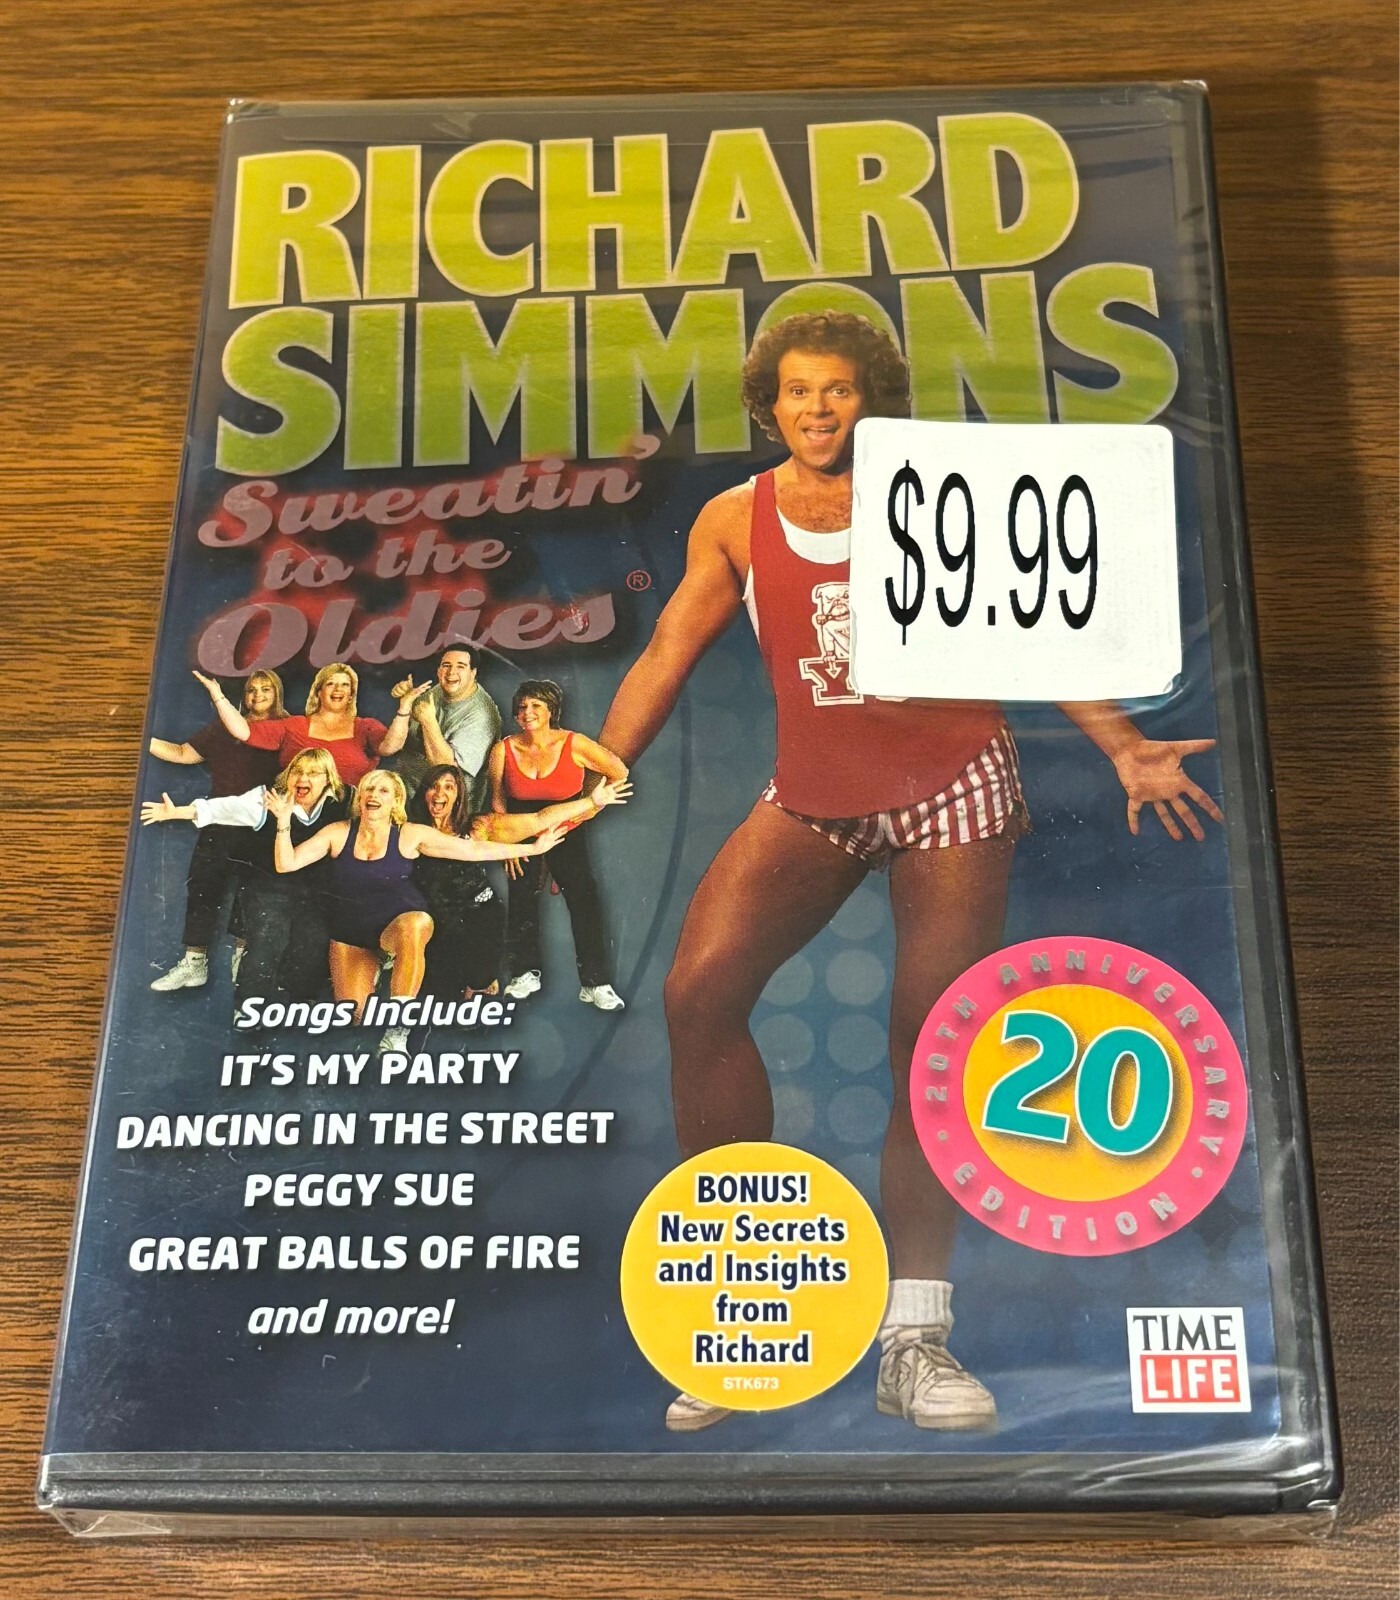 RICHARD
SIMMONS
Sweatin'
to the
Oldies®
$9.99
Y
Songs Include:
IT'S MY PARTY
DANCING IN THE STREET
PEGGY SUE
GREAT BALLS OF FIRE
and more!
20TH ANNIVERSARY
20
EDITION
BONUS!
New Secrets
and Insights
from
Richard
STK673
TIME
LIFE